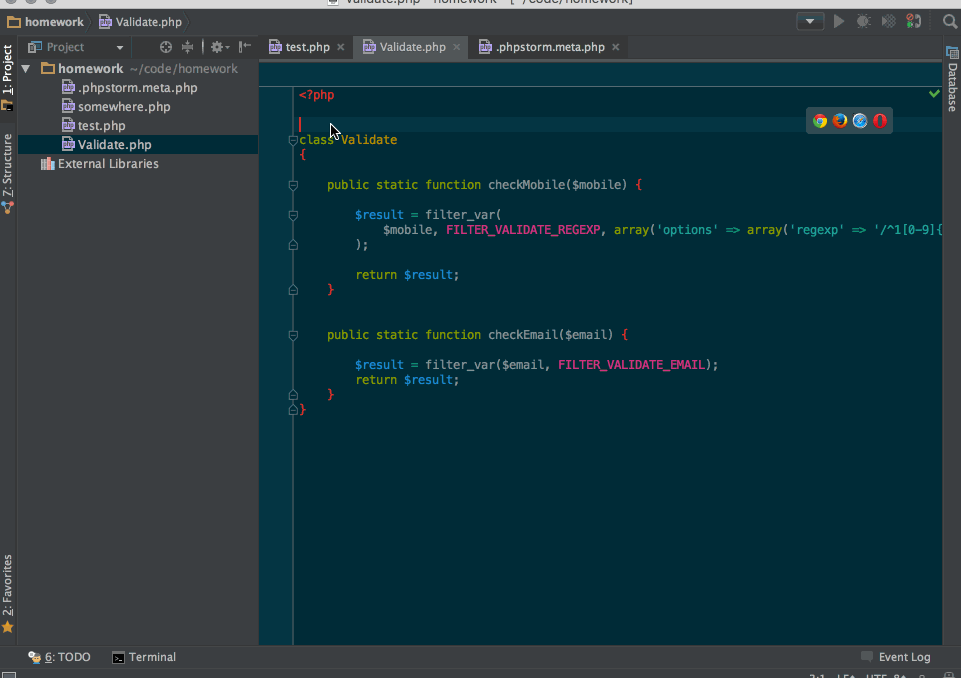 homework Validate.php
Project
test.php Validate.php .phpstorm.meta.php
1: Project
Z: Structure
2: Favorites
homework ~/code/homework
.phpstorm.meta.php
somewhere.php
test.php
Validate.php
External Libraries
<?php
class Validate
{
public static function checkMobile($mobile) {
$result = filter_var(
$mobile, FILTER_VALIDATE_REGEXP, array('options' => array('regexp' => '/^1[0-9]{
);
return $result;
}
public static function checkEmail($email) {
$result = filter_var($email, FILTER_VALIDATE_EMAIL);
return $result;
}
}
Database
6: TODO Terminal Event Log